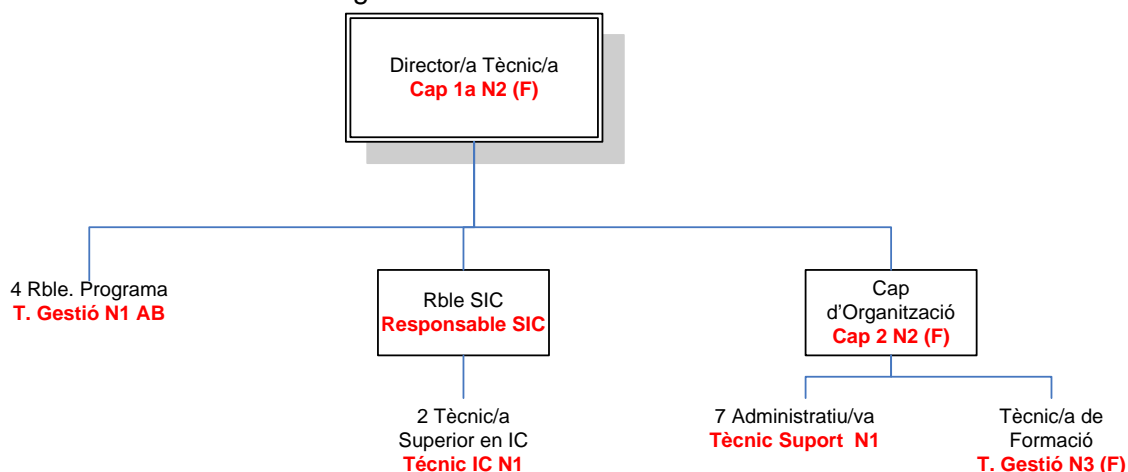 Director/a Tècnic/a
Cap 1a N2 (F)
4 Rble. Programa
T. Gestió N1 AB
Rble SIC
Responsable SIC
Cap
d'Organització
Cap 2 N2 (F)
2 Tècnic/a
Superior en IC
Técnic IC N1
7 Administratiu/va
Tècnic Suport  N1
Tècnic/a de
Formació
T. Gestió N3 (F)